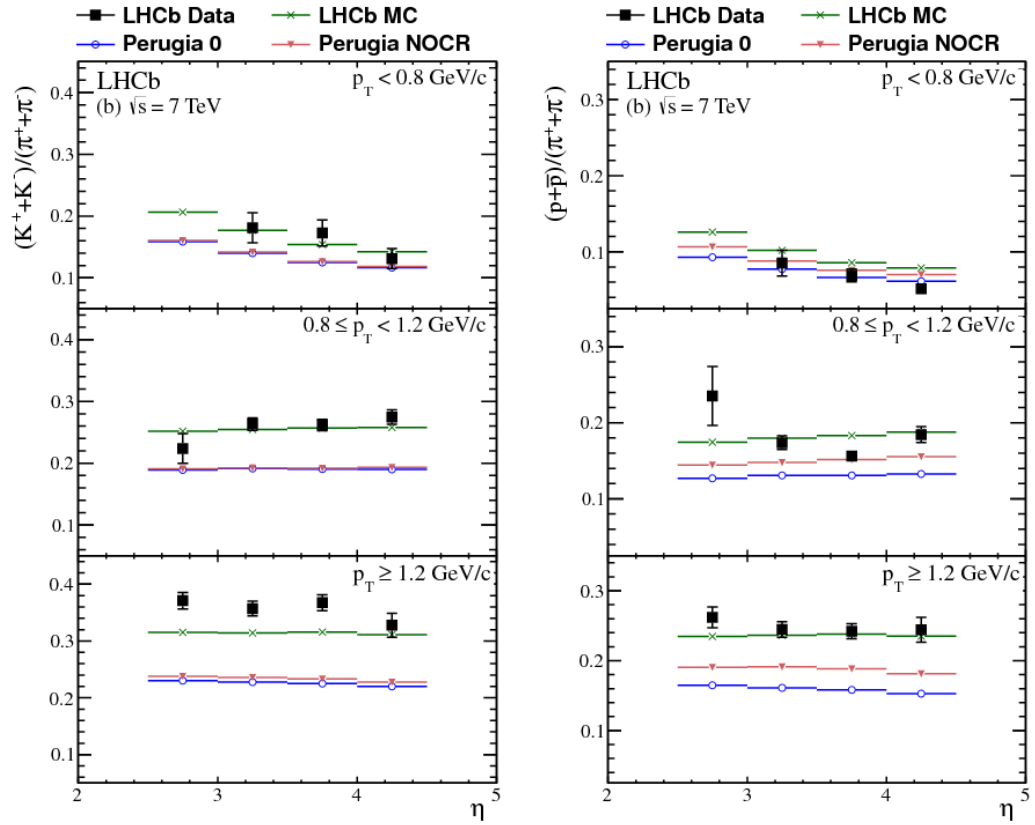 LHCb Data
LHCb MC
Perugia 0
Perugia NOCR
LHCb
p_T < 0.8 GeV/c
(b) √s = 7 TeV
(K⁺+K⁻)/(π⁺+π⁻)
0.4
0.3
0.2
0.1
0.8 ≤ p_T < 1.2 GeV/c
0.4
0.3
0.2
0.1
p_T ≥ 1.2 GeV/c
0.4
0.3
0.2
0.1
2
3
4
5
η
LHCb Data
LHCb MC
Perugia 0
Perugia NOCR
LHCb
p_T < 0.8 GeV/c
(b) √s = 7 TeV
(p+p̅)/(π⁺+π⁻)
0.3
0.2
0.1
0.8 ≤ p_T < 1.2 GeV/c
0.3
0.2
0.1
p_T ≥ 1.2 GeV/c
0.3
0.2
0.1
2
3
4
5
η